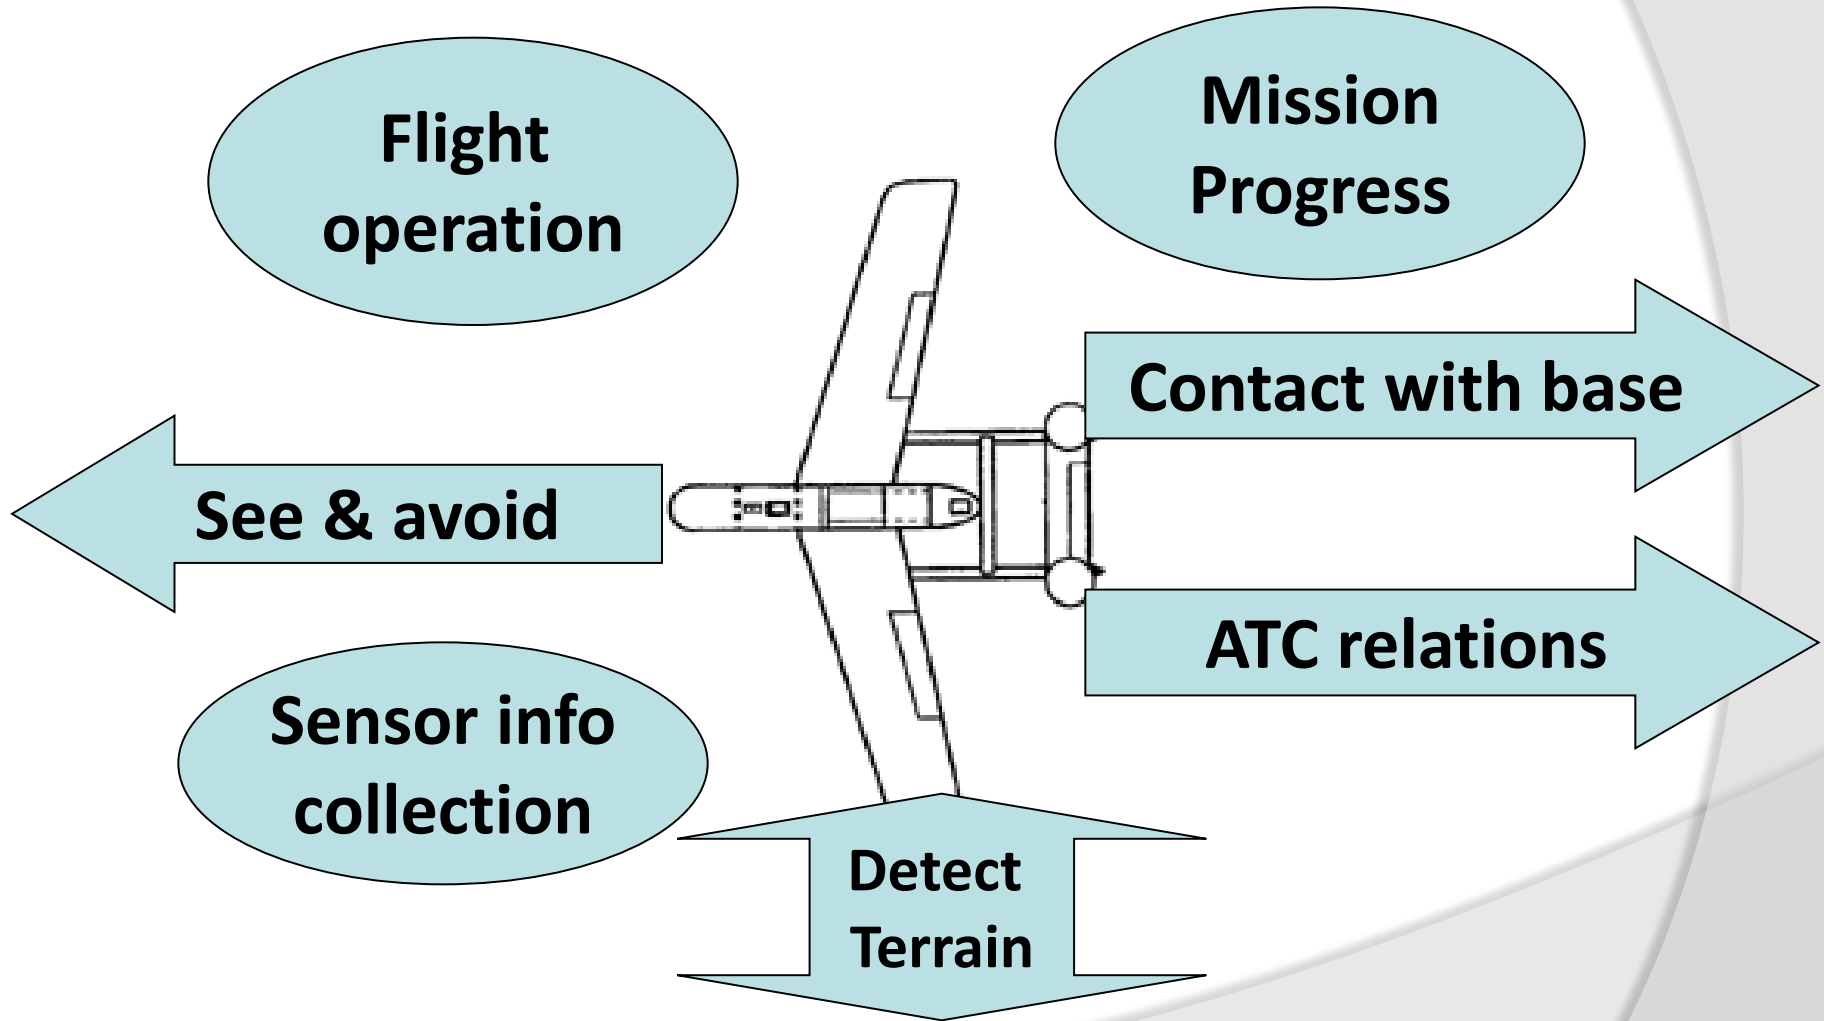 Flight
operation
Mission
Progress
Contact with base
See & avoid
ATC relations
Sensor info
collection
Detect
Terrain